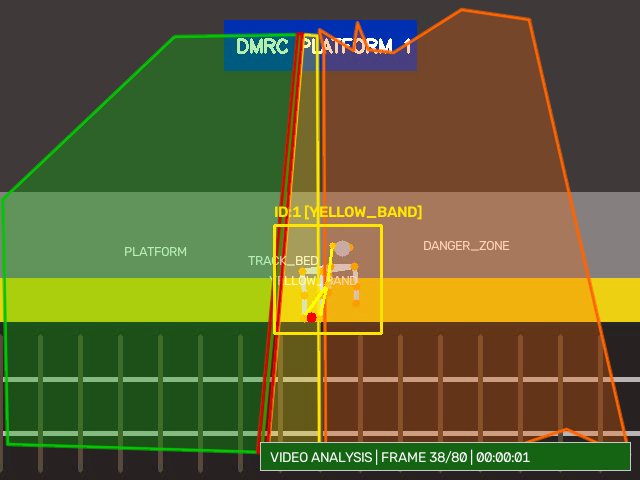 DMRC PLATFORM 1
ID:1 [YELLOW_BAND]
PLATFORM
DANGER_ZONE
TRACK_BED
YELLOW_BAND
VIDEO ANALYSIS | FRAME 38/80 | 00:00:01